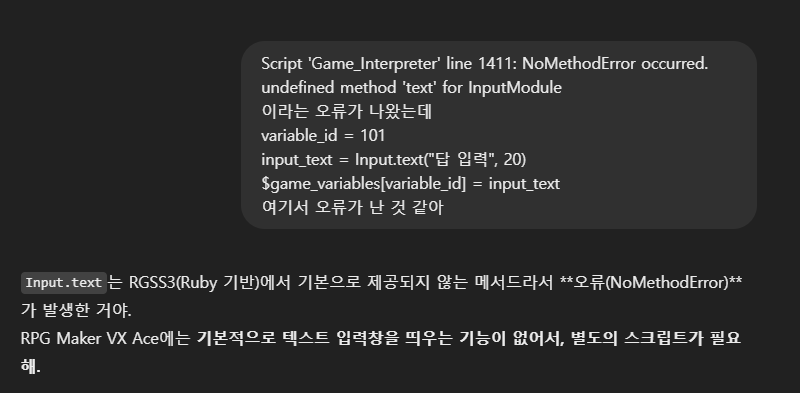 Script 'Game_Interpreter' line 1411: NoMethodError occurred.
undefined method 'text' for InputModule
이라는 오류가 나왔는데
variable_id = 101
input_text = Input.text("답 입력", 20)
$game_variables[variable_id] = input_text
여기서 오류가 난 것 같아
Input.text는 RGSS3(Ruby 기반)에서 기본으로 제공되지 않는 메서드라서 **오류(NoMethodError)**
가 발생한 거야.
RPG Maker VX Ace에는 기본적으로 텍스트 입력창을 띄우는 기능이 없어서, 별도의 스크립트가 필요
해.